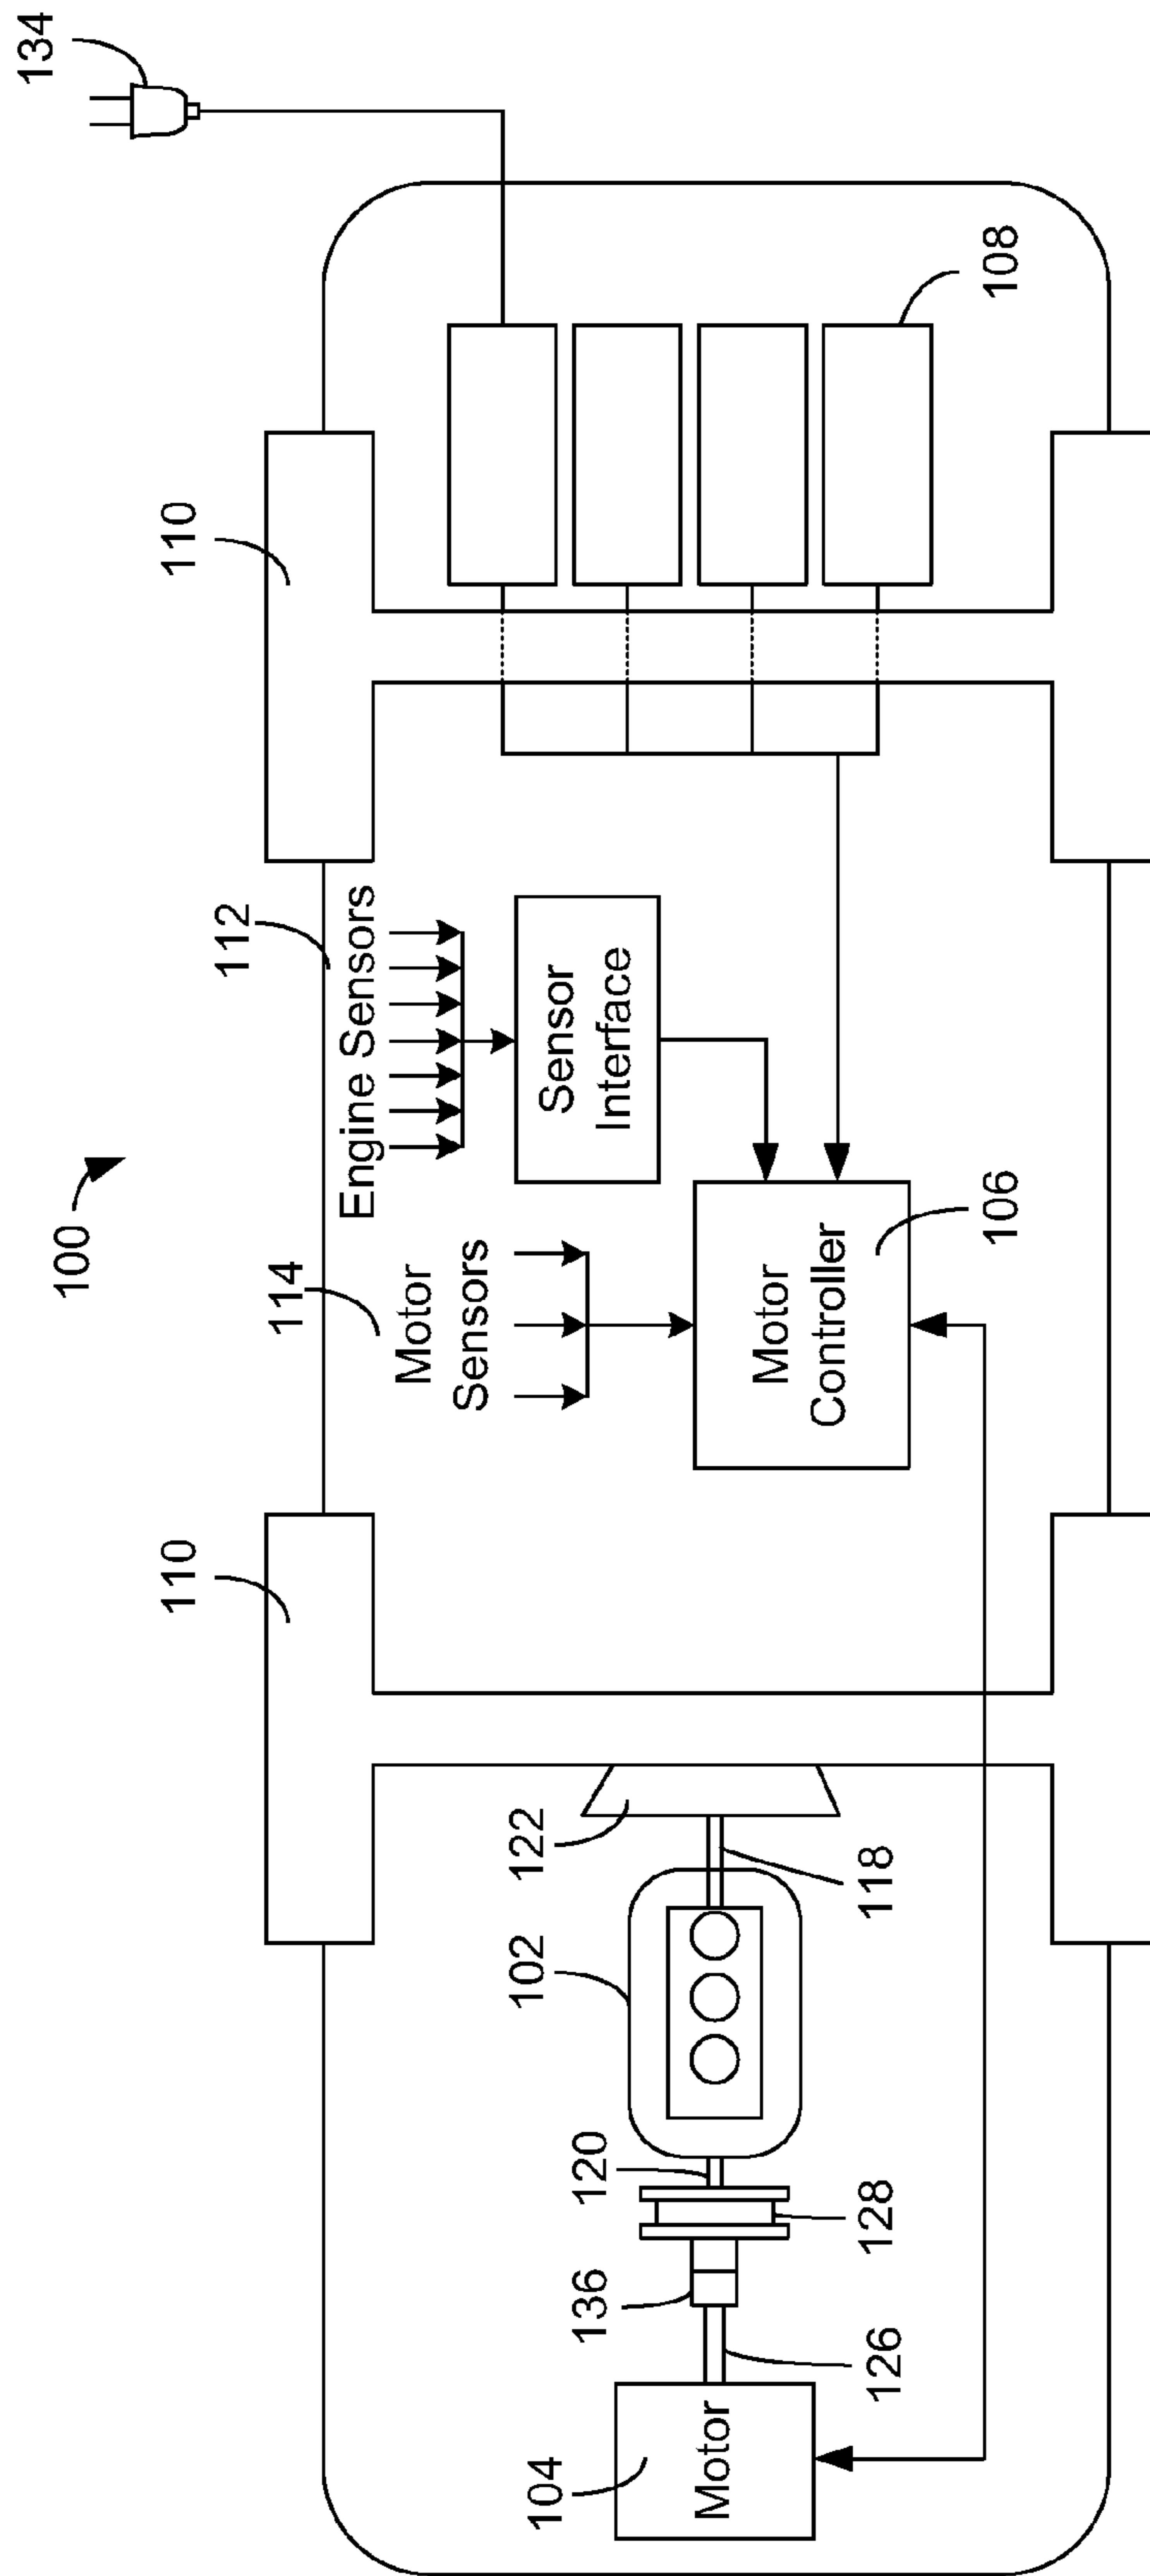 100
134
110
112
114
110
Engine Sensors
Motor
Sensors
Sensor
Interface
108
Motor
Controller
106
122
102
118
120
128
136
126
104
Motor